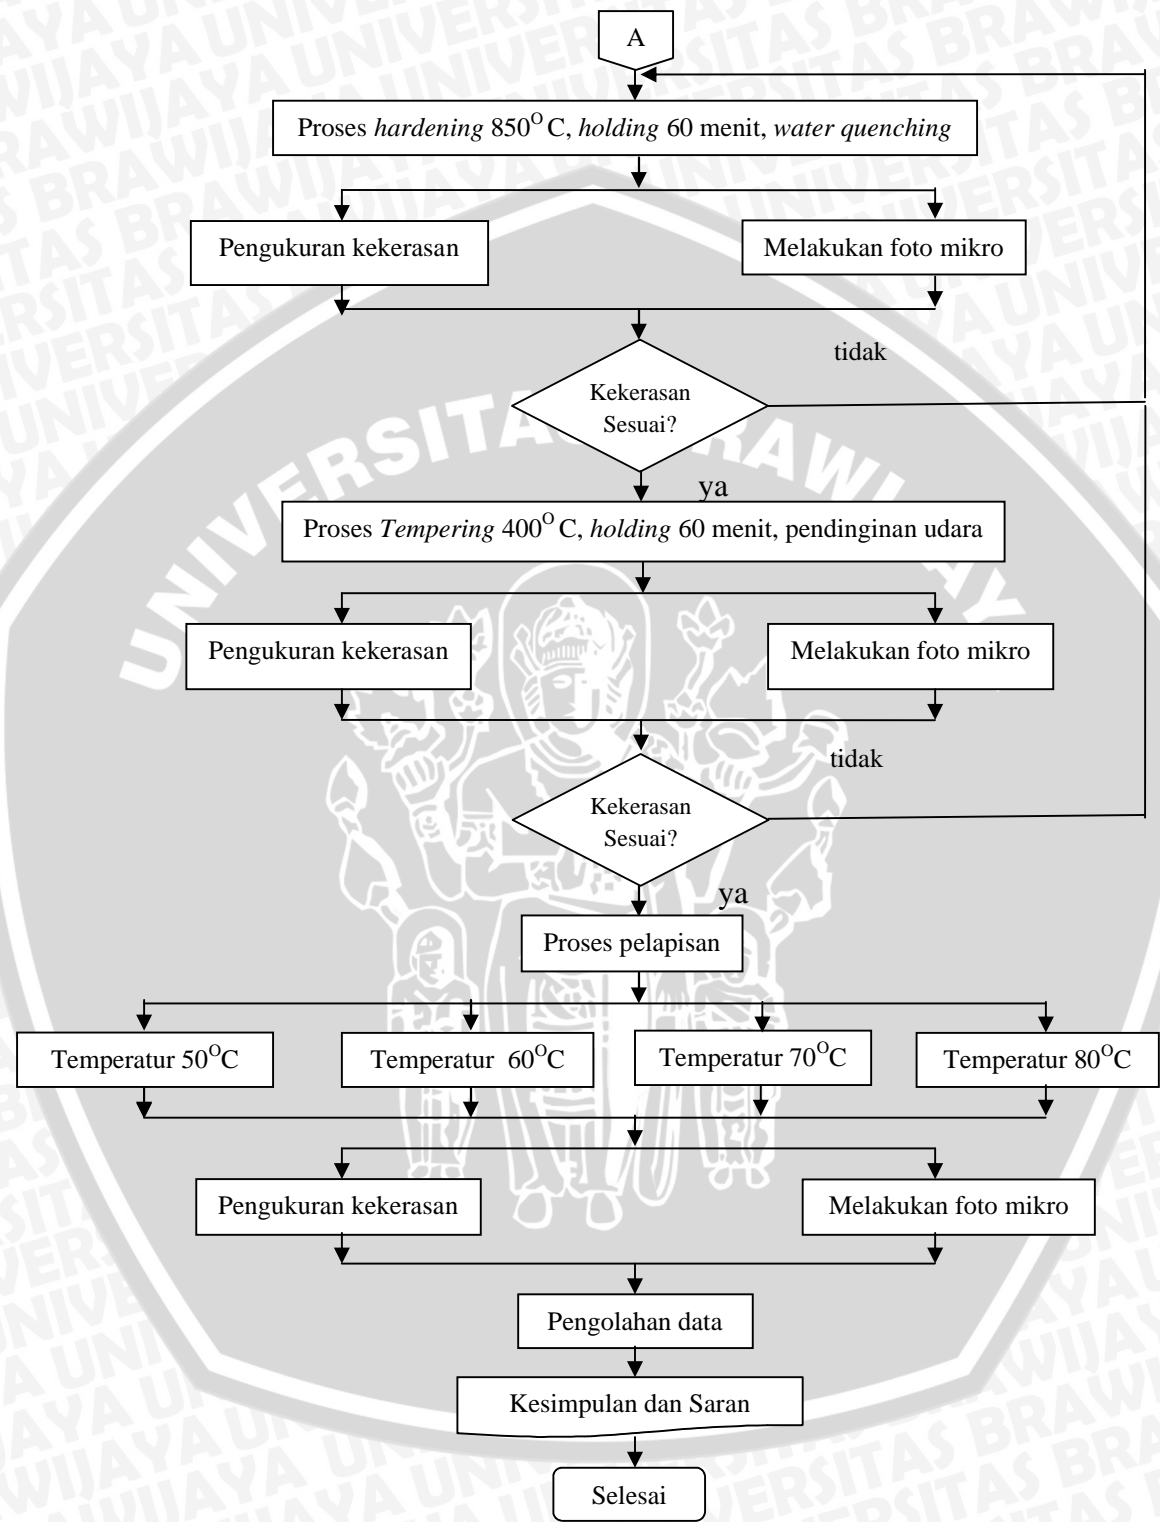 A
Proses hardening 850ᴼ C, holding 60 menit, water quenching
Pengukuran kekerasan
Melakukan foto mikro
tidak
Kekerasan
Sesuai?
ya
Proses Tempering 400ᴼ C, holding 60 menit, pendinginan udara
Pengukuran kekerasan
Melakukan foto mikro
tidak
Kekerasan
Sesuai?
ya
Proses pelapisan
Temperatur 50ᴼC
Temperatur 60ᴼC
Temperatur 70ᴼC
Temperatur 80ᴼC
Pengukuran kekerasan
Melakukan foto mikro
Pengolahan data
Kesimpulan dan Saran
Selesai
UNIVERSITAS BRAWIJAYA